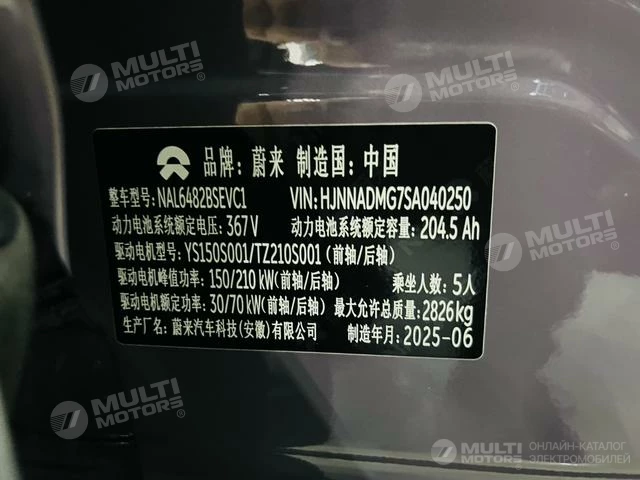 MULTI
MOTORS
MULTI
MOTORS
品牌: 蔚来 制造国: 中国
整车型号: NAL6482BSEVC1 VIN: HJNNADMG7SA040250
动力电池系统额定电压: 367V 动力电池系统额定容量: 204.5 Ah
驱动电机型号: YS150S001/TZ210S001 (前轴/后轴)
驱动电机峰值功率: 150/210 kW(前轴/后轴) 乘坐人数: 5人
驱动电机额定功率: 30/70 kW(前轴/后轴) 最大允许总质量: 2826kg
生产厂名: 蔚来汽车科技(安徽)有限公司 制造年月: 2025-06
MULTI
MOTORS
MULTI
MOTORS
MULTI
MOTORS
ОНЛАЙН-КАТАЛОГ
ЭЛЕКТРОМОБИЛЕЙ